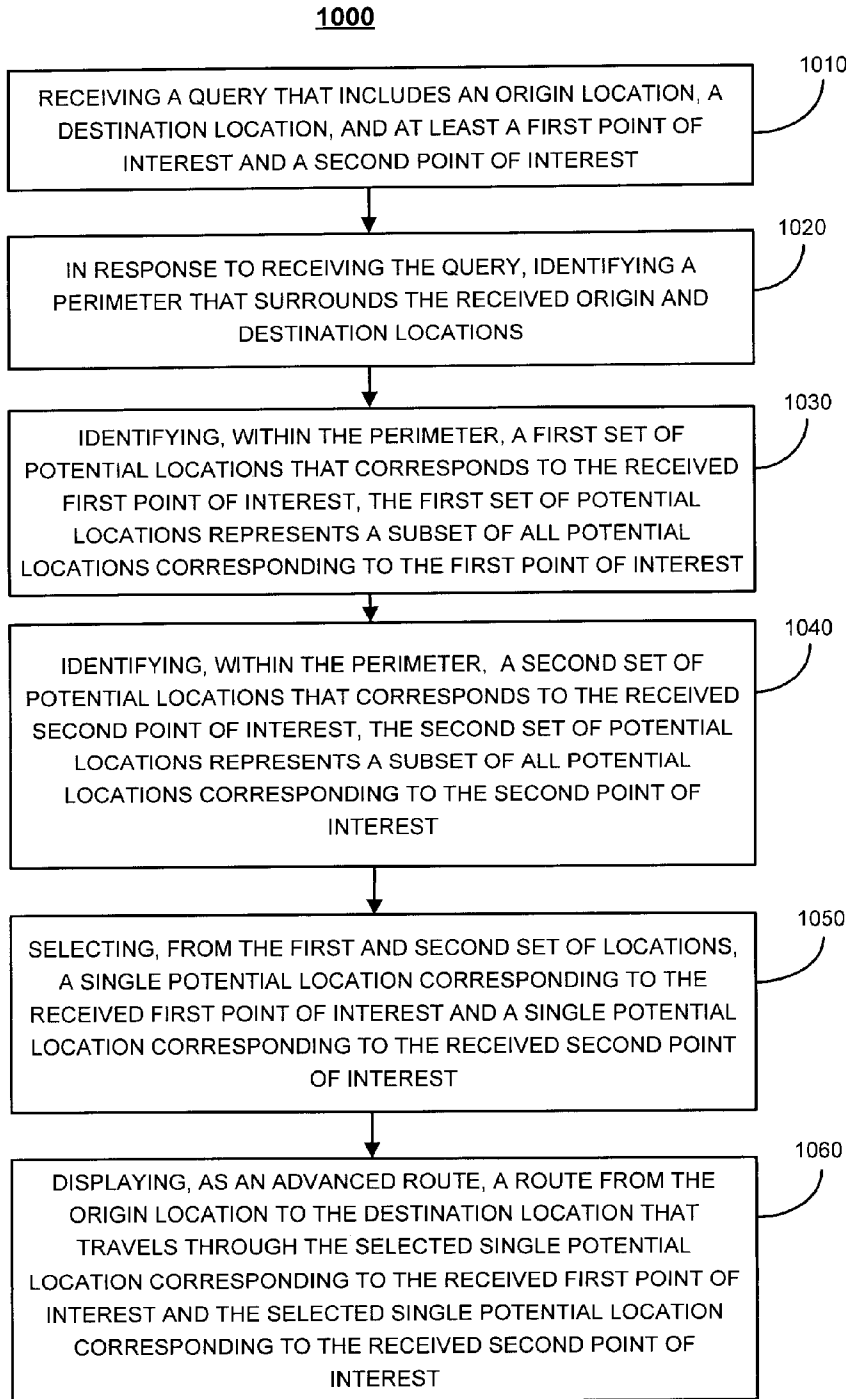 1000
1010
RECEIVING A QUERY THAT INCLUDES AN ORIGIN LOCATION, A
DESTINATION LOCATION, AND AT LEAST A FIRST POINT OF
INTEREST AND A SECOND POINT OF INTEREST
1020
IN RESPONSE TO RECEIVING THE QUERY, IDENTIFYING A
PERIMETER THAT SURROUNDS THE RECEIVED ORIGIN AND
DESTINATION LOCATIONS
1030
IDENTIFYING, WITHIN THE PERIMETER, A FIRST SET OF
POTENTIAL LOCATIONS THAT CORRESPONDS TO THE RECEIVED
FIRST POINT OF INTEREST, THE FIRST SET OF POTENTIAL
LOCATIONS REPRESENTS A SUBSET OF ALL POTENTIAL
LOCATIONS CORRESPONDING TO THE FIRST POINT OF INTEREST
1040
IDENTIFYING, WITHIN THE PERIMETER, A SECOND SET OF
POTENTIAL LOCATIONS THAT CORRESPONDS TO THE RECEIVED
SECOND POINT OF INTEREST, THE SECOND SET OF POTENTIAL
LOCATIONS REPRESENTS A SUBSET OF ALL POTENTIAL
LOCATIONS CORRESPONDING TO THE SECOND POINT OF
INTEREST
1050
SELECTING, FROM THE FIRST AND SECOND SET OF LOCATIONS,
A SINGLE POTENTIAL LOCATION CORRESPONDING TO THE
RECEIVED FIRST POINT OF INTEREST AND A SINGLE POTENTIAL
LOCATION CORRESPONDING TO THE RECEIVED SECOND POINT
OF INTEREST
1060
DISPLAYING, AS AN ADVANCED ROUTE, A ROUTE FROM THE
ORIGIN LOCATION TO THE DESTINATION LOCATION THAT
TRAVELS THROUGH THE SELECTED SINGLE POTENTIAL
LOCATION CORRESPONDING TO THE RECEIVED FIRST POINT OF
INTEREST AND THE SELECTED SINGLE POTENTIAL LOCATION
CORRESPONDING TO THE RECEIVED SECOND POINT OF
INTEREST